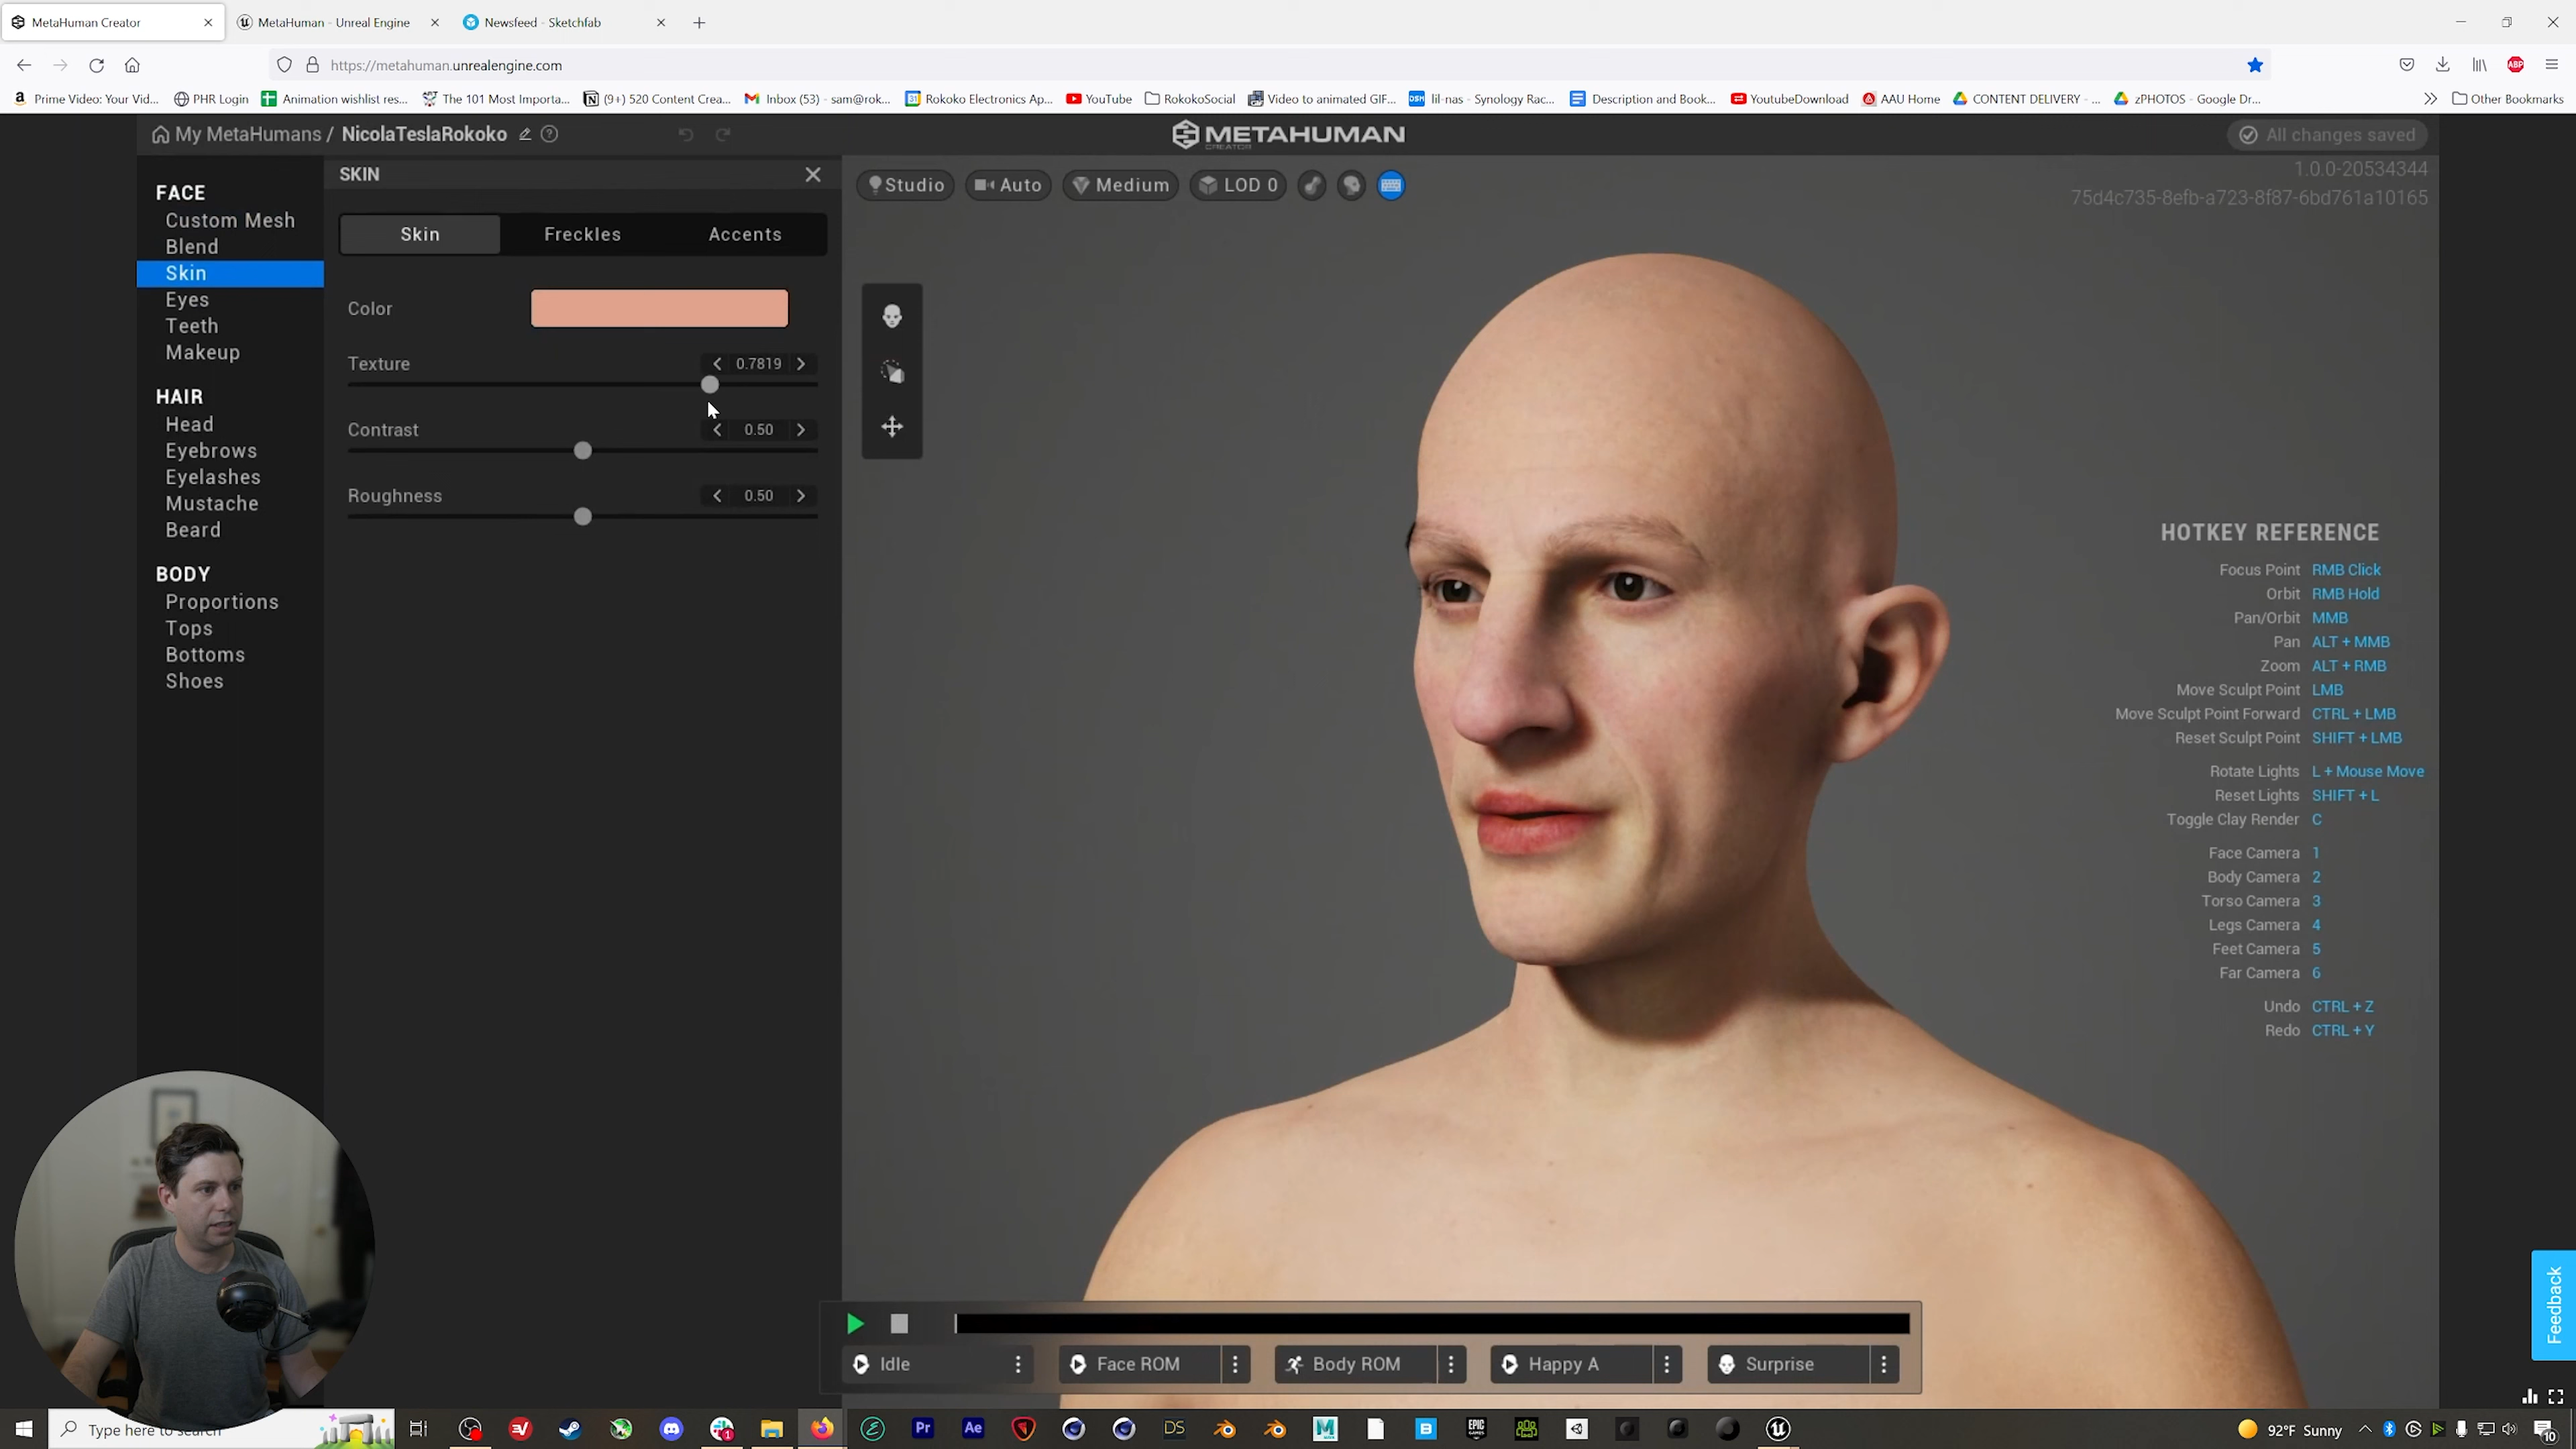 MetaHuman Creator
MetaHuman - Unreal Engine
Newsfeed - Sketchfab
https://metahuman.unrealengine.com
Prime Video: Your Vid...
PHR Login
Animation wishlist res...
The 101 Most Importa...
(9+) 520 Content Crea...
Inbox (53) - sam@rok...
Rokoko Electronics Ap...
YouTube
RokokoSocial
Video to animated GIF...
lil-nas - Synology Rac...
Description and Book...
YoutubeDownload
AAU Home
CONTENT DELIVERY - ...
zPHOTOS - Google Dr...
Other Bookmarks
My MetaHumans / NicolaTeslaRokoko
METAHUMAN
CREATOR
All changes saved
1.0.0-20534344
75d4c735-8efb-a723-8f87-6bd761a10165
FACE
Custom Mesh
Blend
Skin
Eyes
Teeth
Makeup
HAIR
Head
Eyebrows
Eyelashes
Mustache
Beard
BODY
Proportions
Tops
Bottoms
Shoes
SKIN
Skin Freckles Accents
Color
Texture 0.7819
Contrast 0.50
Roughness 0.50
Studio Auto Medium LOD 0
HOTKEY REFERENCE
Focus Point RMB Click
Orbit RMB Hold
Pan/Orbit MMB
Pan ALT + MMB
Zoom ALT + RMB
Move Sculpt Point LMB
Move Sculpt Point Forward CTRL + LMB
Reset Sculpt Point SHIFT + LMB
Rotate Lights L + Mouse Move
Reset Lights SHIFT + L
Toggle Clay Render C
Face Camera 1
Body Camera 2
Torso Camera 3
Legs Camera 4
Feet Camera 5
Far Camera 6
Undo CTRL + Z
Redo CTRL + Y
Feedback
Idle Face ROM Body ROM Happy A Surprise
Type here to search
92°F Sunny